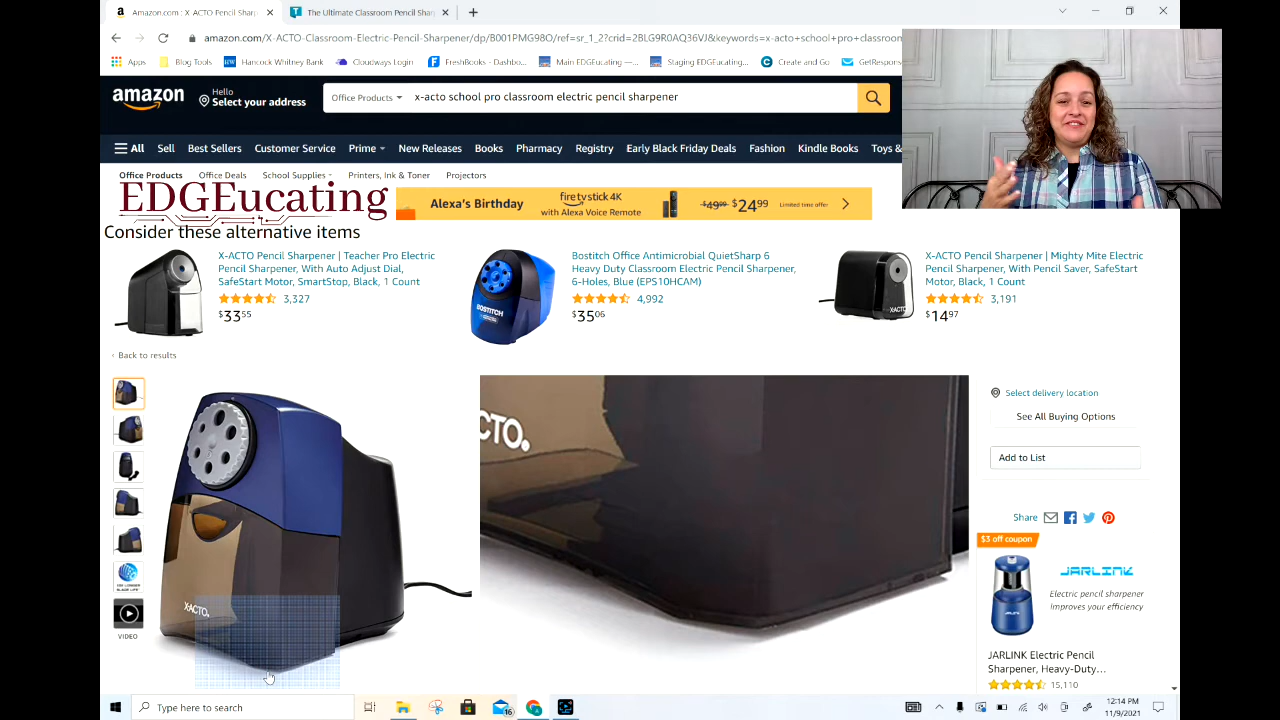 Amazon.com : X-ACTO Pencil Sharp
The Ultimate Classroom Pencil Sha
amazon.com/X-ACTO-Classroom-Electric-Pencil-Sharpener/dp/B001PMG98O/ref=sr_1_2?crid=2BLG9R0AQ36VJ&keywords=x-acto+school+pro+classroom
Apps
Blog Tools
Hancock Whitney Bank
Cloudways Login
FreshBooks - Dashbo...
Main EDGEucating —...
Staging EDGEucating...
Create and Go
GetRespon
amazon
Hello
Select your address
Office Products
x-acto school pro classroom electric pencil sharpener
All
Sell
Best Sellers
Customer Service
Prime
New Releases
Books
Pharmacy
Registry
Early Black Friday Deals
Fashion
Kindle Books
Toys &
Office Products
Office Deals
School Supplies
Printers, Ink & Toner
Projectors
EDGEucating
Alexa's Birthday
fire tv stick 4K
with Alexa Voice Remote
$49.99 $24.99
Limited time offer
Consider these alternative items
X-ACTO Pencil Sharpener | Teacher Pro Electric
Pencil Sharpener, With Auto Adjust Dial,
SafeStart Motor, SmartStop, Black, 1 Count
3,327
$33.55
BOSTITCH
Bostitch Office Antimicrobial QuietSharp 6
Heavy Duty Classroom Electric Pencil Sharpener,
6-Holes, Blue (EPS10HCAM)
4,992
$35.06
X-ACTO
X-ACTO Pencil Sharpener | Mighty Mite Electric
Pencil Sharpener, With Pencil Saver, SafeStart
Motor, Black, 1 Count
3,191
$14.97
‹ Back to results
VIDEO
X-ACTO.
CTO.
Select delivery location
See All Buying Options
Add to List
Share
$3 off coupon
JARLINK
Electric pencil sharpener
improves your efficiency
JARLINK Electric Pencil
Sharpener, Heavy-Duty...
15,110
Type here to search
16
12:14 PM
11/9/2021